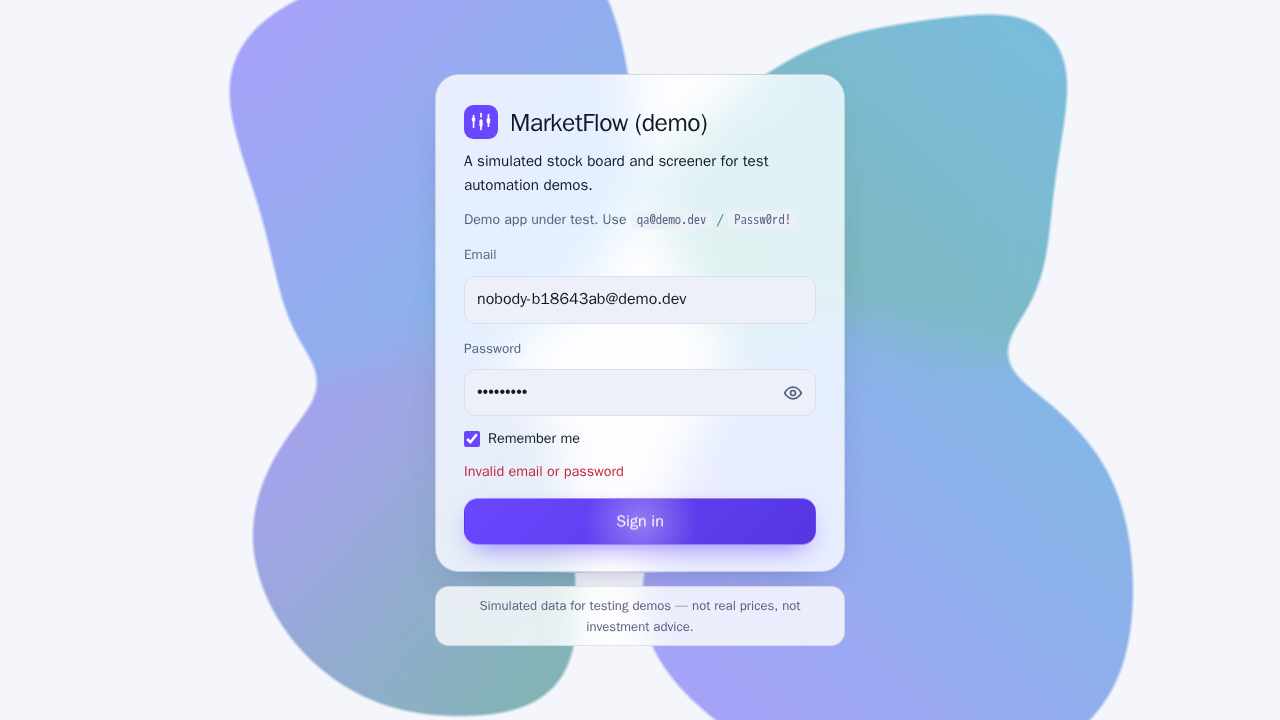 MarketFlow (demo)
A simulated stock board and screener for test
automation demos.
Demo app under test. Use qa@demo.dev / Passw0rd!
Email
nobody-b18643ab@demo.dev
Password
•••••••••
Remember me
Invalid email or password
Sign in
Simulated data for testing demos — not real prices, not
investment advice.